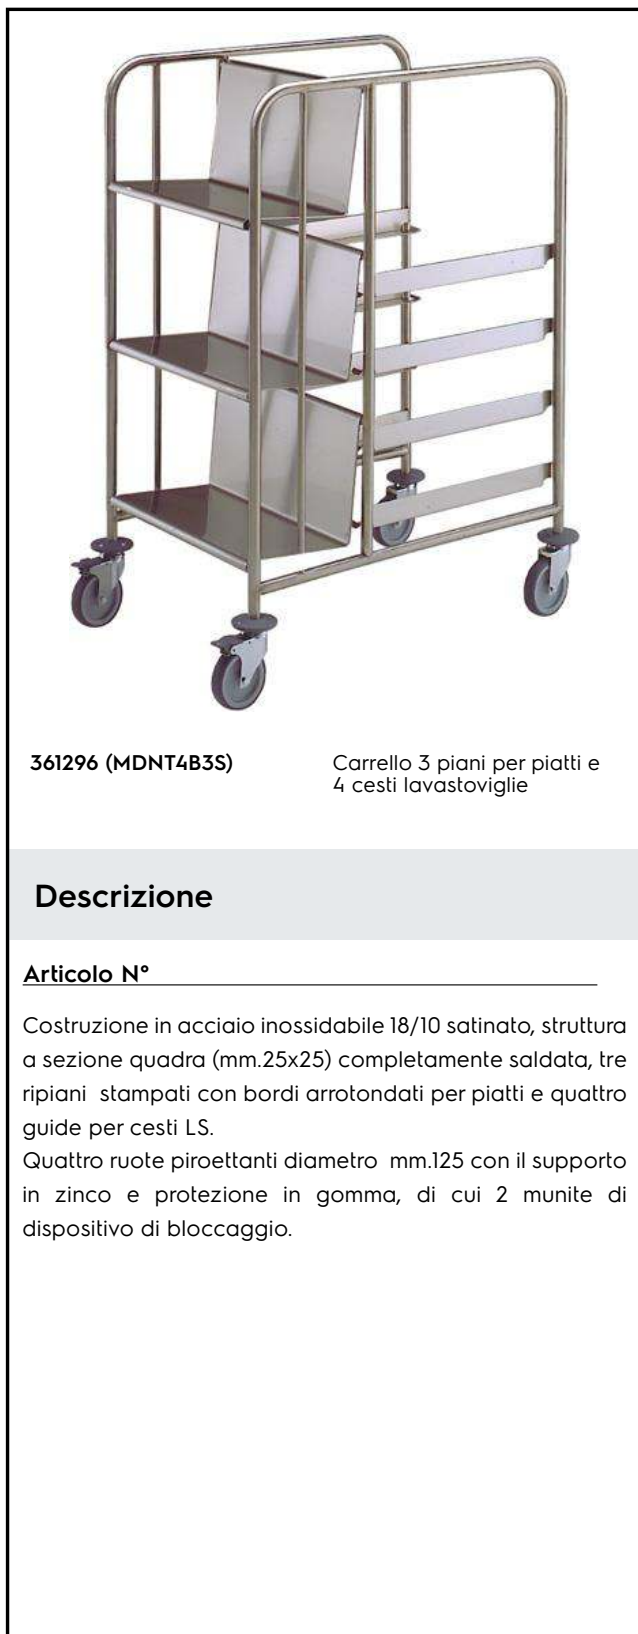 361296 (MDNT4B3S)
Carrello 3 piani per piatti e
4 cesti lavastoviglie
Descrizione
Articolo N°
Costruzione in acciaio inossidabile 18/10 satinato, struttura
a sezione quadra (mm.25x25) completamente saldata, tre
ripiani stampati con bordi arrotondati per piatti e quattro
guide per cesti LS.
Quattro ruote piroettanti diametro mm.125 con il supporto
in zinco e protezione in gomma, di cui 2 munite di
dispositivo di bloccaggio.